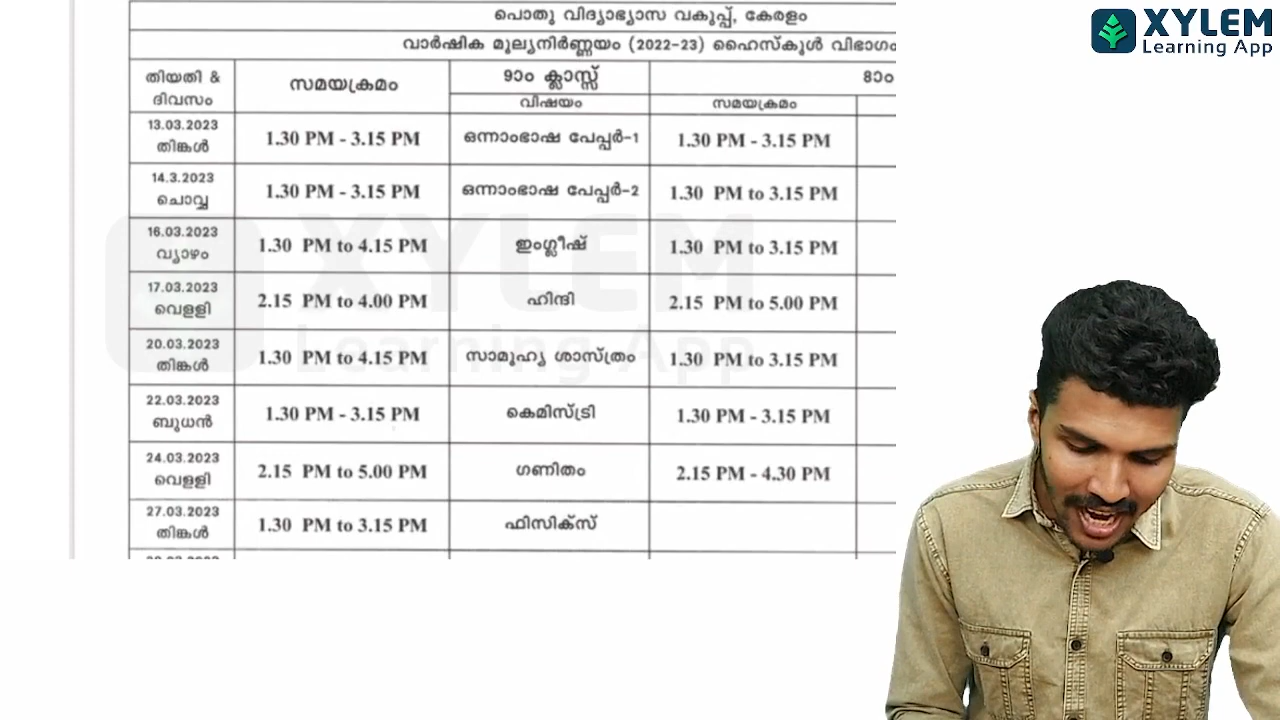 XYLEM
Learning App
പൊതു വിദ്യാഭ്യാസ വകുപ്പ്, കേരളം
വാർഷിക മൂല്യനിർണ്ണയം (2022-23) ഹൈസ്കൂൾ വിഭാഗം
തിയതി & ദിവസം സമയക്രമം 9ാം ക്ലാസ്സ് 8ാം
വിഷയം സമയക്രമം
13.03.2023 തിങ്കൾ 1.30 PM - 3.15 PM ഒന്നാംഭാഷ പേപ്പർ-1 1.30 PM - 3.15 PM
14.3.2023 ചൊവ്വ 1.30 PM - 3.15 PM ഒന്നാംഭാഷ പേപ്പർ-2 1.30 PM to 3.15 PM
16.03.2023 വ്യാഴം 1.30 PM to 4.15 PM ഇംഗ്ലീഷ് 1.30 PM to 3.15 PM
17.03.2023 വെള്ളി 2.15 PM to 4.00 PM ഹിന്ദി 2.15 PM to 5.00 PM
20.03.2023 തിങ്കൾ 1.30 PM to 4.15 PM സാമൂഹ്യ ശാസ്ത്രം 1.30 PM to 3.15 PM
22.03.2023 ബുധൻ 1.30 PM - 3.15 PM കെമിസ്ട്രി 1.30 PM - 3.15 PM
24.03.2023 വെള്ളി 2.15 PM to 5.00 PM ഗണിതം 2.15 PM - 4.30 PM
27.03.2023 തിങ്കൾ 1.30 PM to 3.15 PM ഫിസിക്സ്
XYLEM
Learning App